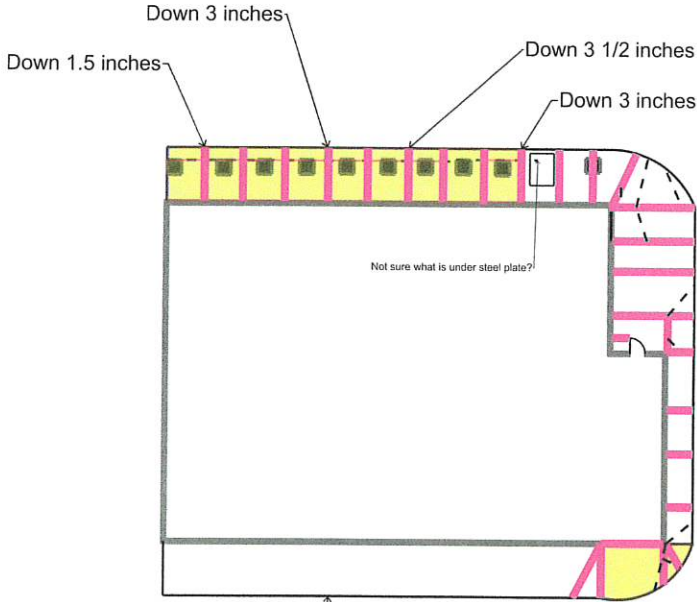 Down 3 inches
Down 3 1/2 inches
Down 1.5 inches
Down 3 inches
Not sure what is under steel plate?